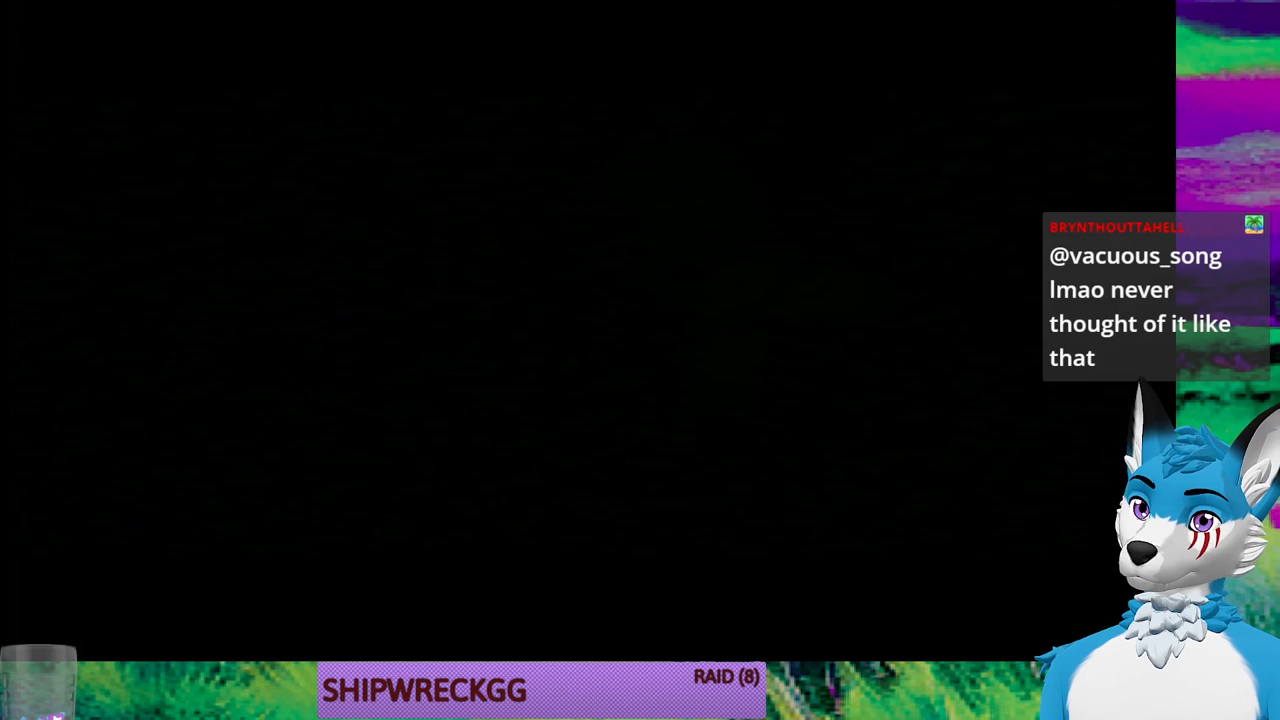 BRYNTHOUTTAHELL
@vacuous_song
lmao never
thought of it like
that
SHIPWRECKGG
RAID (8)